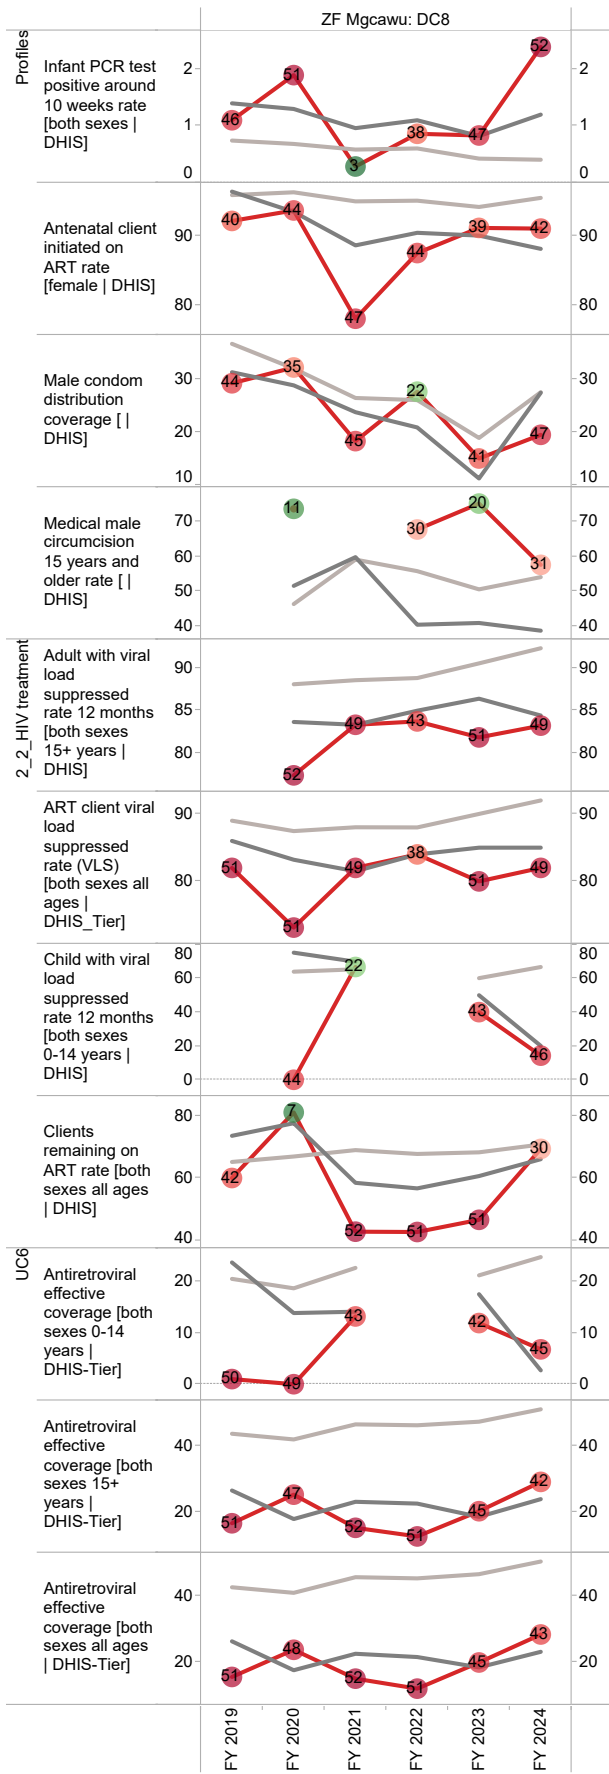 ZF Mgcawu: DC8
Profiles
Infant PCR test
positive around
10 weeks rate
[both sexes |
DHIS]
2
1
0
46
51
3
38
47
52
2
1
0
Antenatal client
initiated on
ART rate
[female | DHIS]
90
80
40
44
47
44
39
42
90
80
Male condom
distribution
coverage [ |
DHIS]
30
20
10
44
35
45
22
41
47
30
20
10
Medical male
circumcision
15 years and
older rate [ |
DHIS]
70
60
50
40
11
30
20
31
70
60
50
40
2_2_HIV treatment
Adult with viral
load
suppressed
rate 12 months
[both sexes
15+ years |
DHIS]
90
85
80
52
49
43
51
49
90
85
80
ART client viral
load
suppressed
rate (VLS)
[both sexes all
ages |
DHIS_Tier]
90
80
51
51
49
38
51
49
90
80
Child with viral
load
suppressed
rate 12 months
[both sexes
0-14 years |
DHIS]
80
60
40
20
0
44
22
43
46
80
60
40
20
0
Clients
remaining on
ART rate [both
sexes all ages
| DHIS]
80
60
40
42
7
52
51
51
30
80
60
40
UC6
Antiretroviral
effective
coverage [both
sexes 0-14
years |
DHIS-Tier]
20
10
0
50
49
43
42
45
20
10
0
Antiretroviral
effective
coverage [both
sexes 15+
years |
DHIS-Tier]
40
20
51
47
52
51
45
42
40
20
Antiretroviral
effective
coverage [both
sexes all ages
| DHIS-Tier]
40
20
51
48
52
51
45
43
40
20
FY 2019
FY 2020
FY 2021
FY 2022
FY 2023
FY 2024